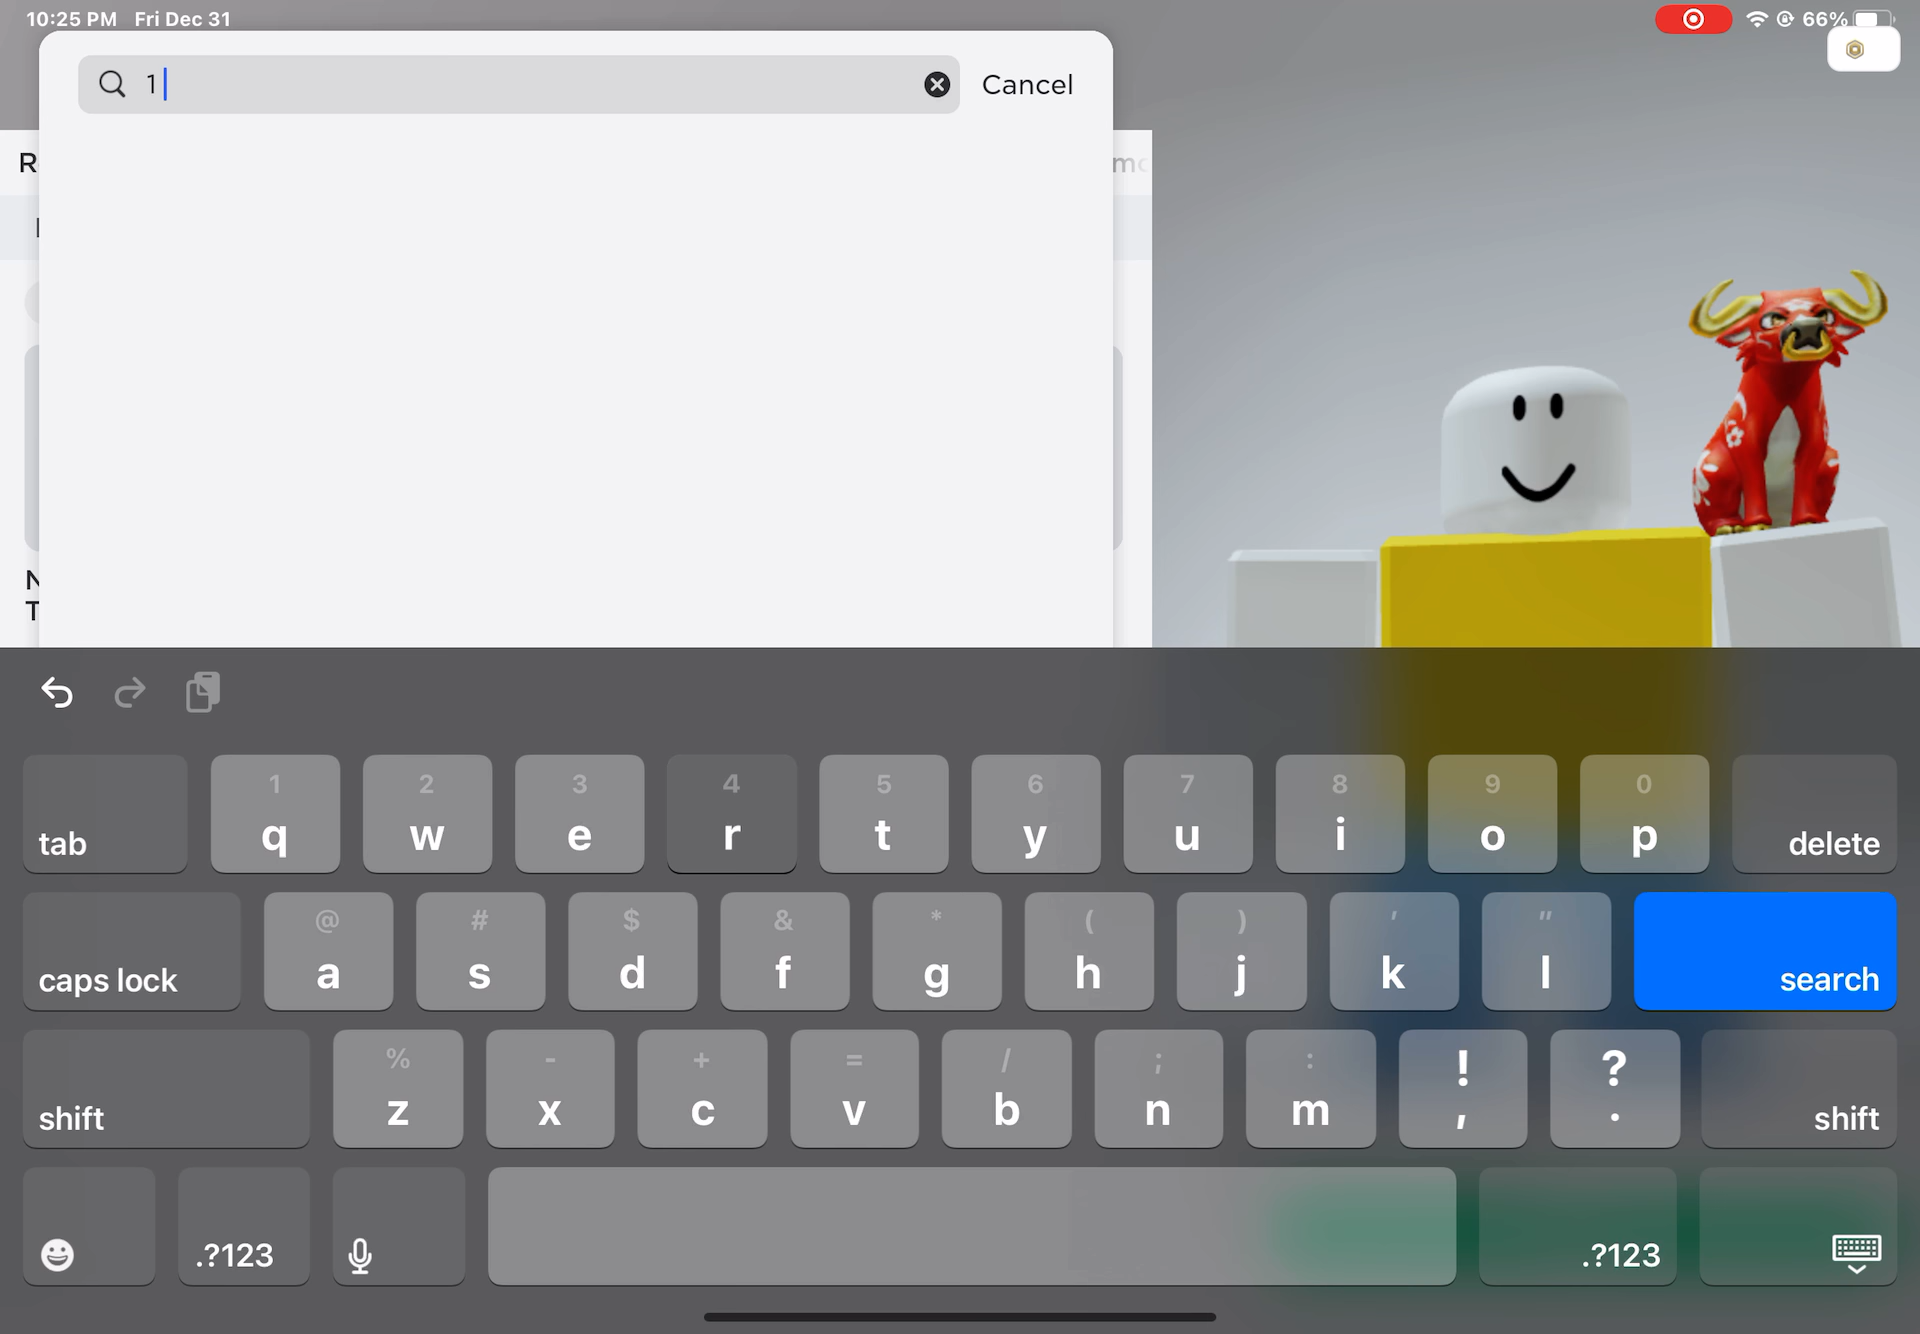 10:25 PM Fri Dec 31
66%
1
Cancel
R
mo
N
T
tab
1 q
2 w
3 e
4 r
5 t
6 y
7 u
8 i
9 o
0 p
delete
caps lock
@ a
# s
$ d
& f
* g
( h
) j
' k
" l
search
shift
% z
- x
+ c
= v
/ b
; n
: m
! ,
? .
shift
.?123
.?123